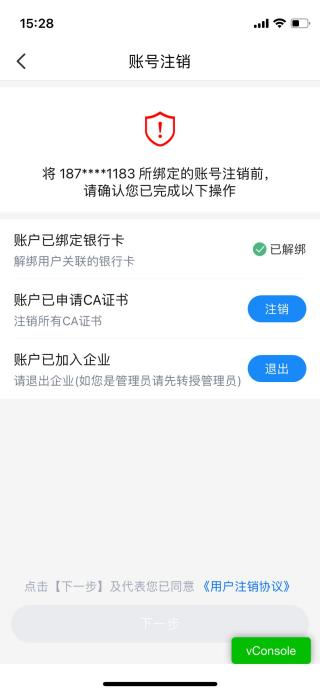 15:28
账号注销
将 187****1183 所绑定的账号注销前，
请确认您已完成以下操作
账户已绑定银行卡
解绑用户关联的银行卡
已解绑
账户已申请CA证书
注销所有CA证书
注销
账户已加入企业
请退出企业(如您是管理员请先转授管理员)
退出
点击【下一步】及代表您已同意 《用户注销协议》
下一步
vConsole